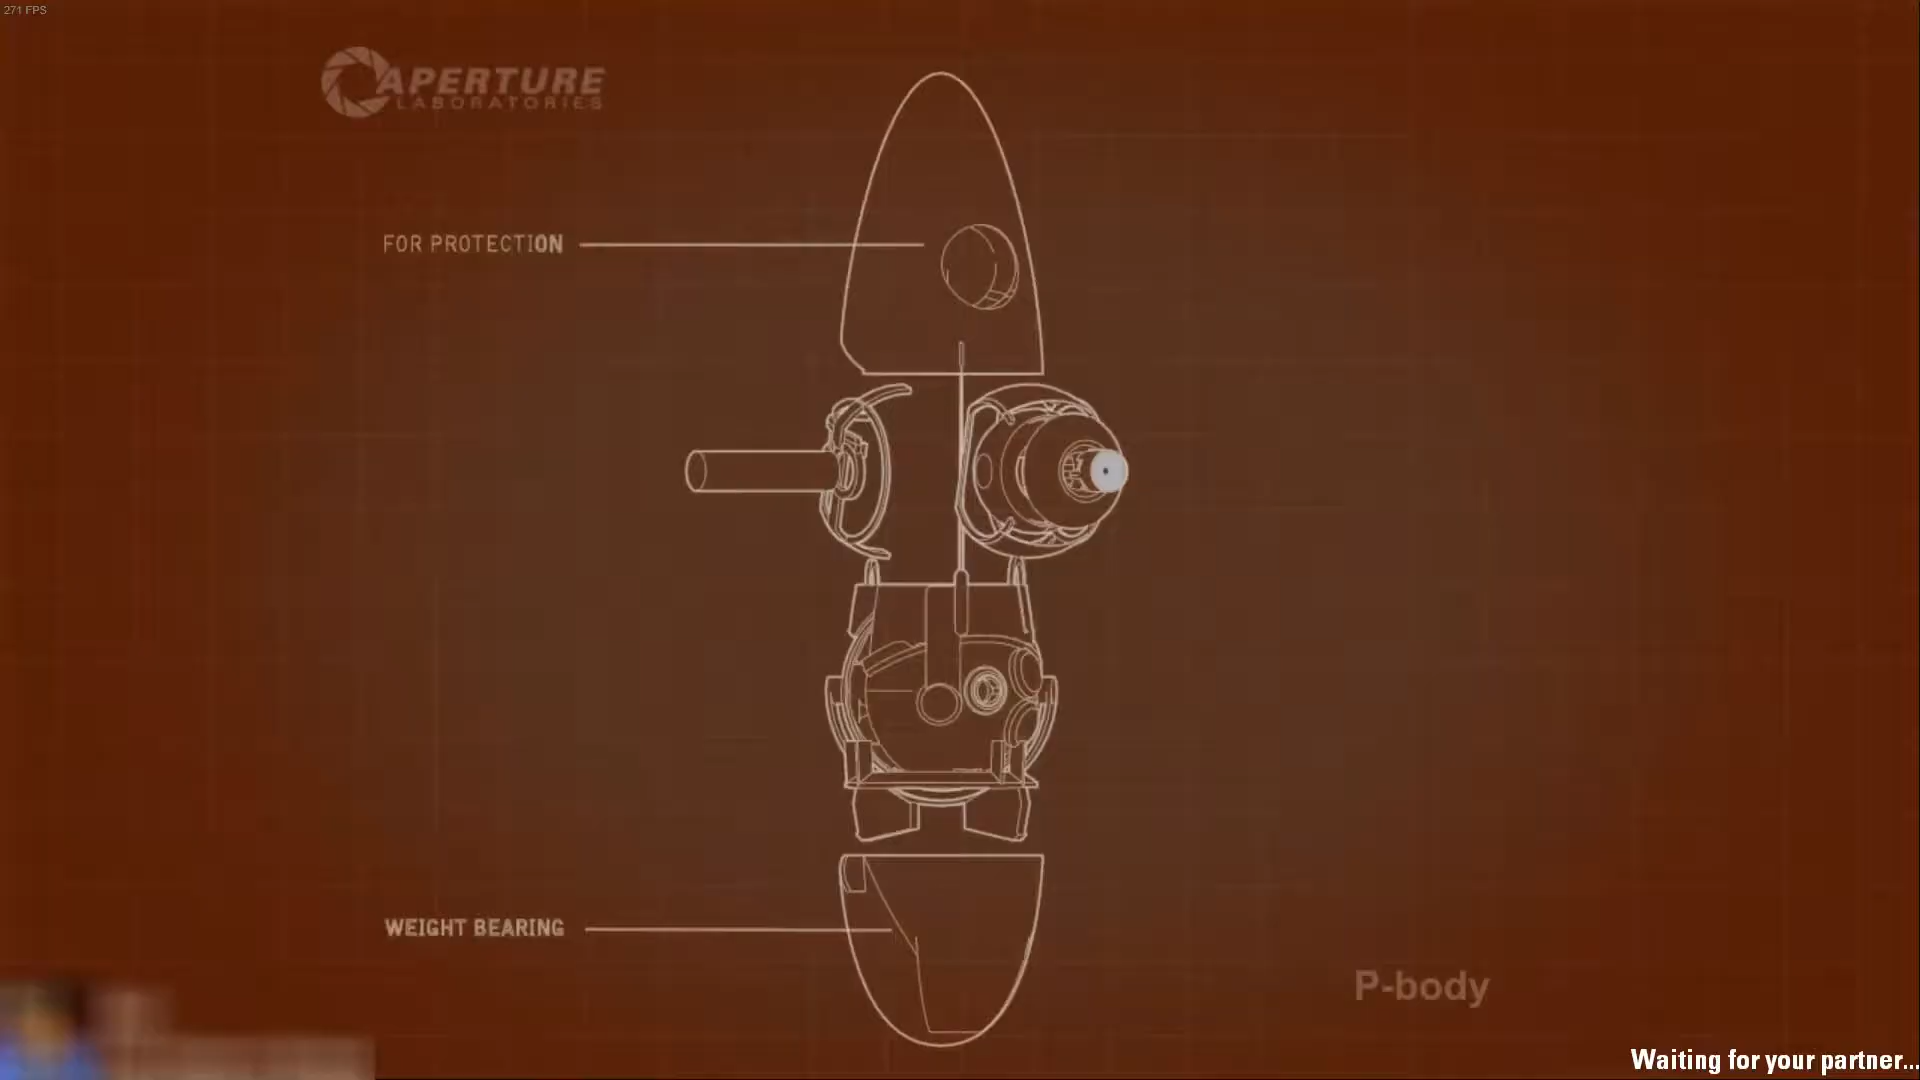 271 FPS
APERTURE
LABORATORIES
FOR PROTECTION
WEIGHT BEARING
P-body
Waiting for your partner...